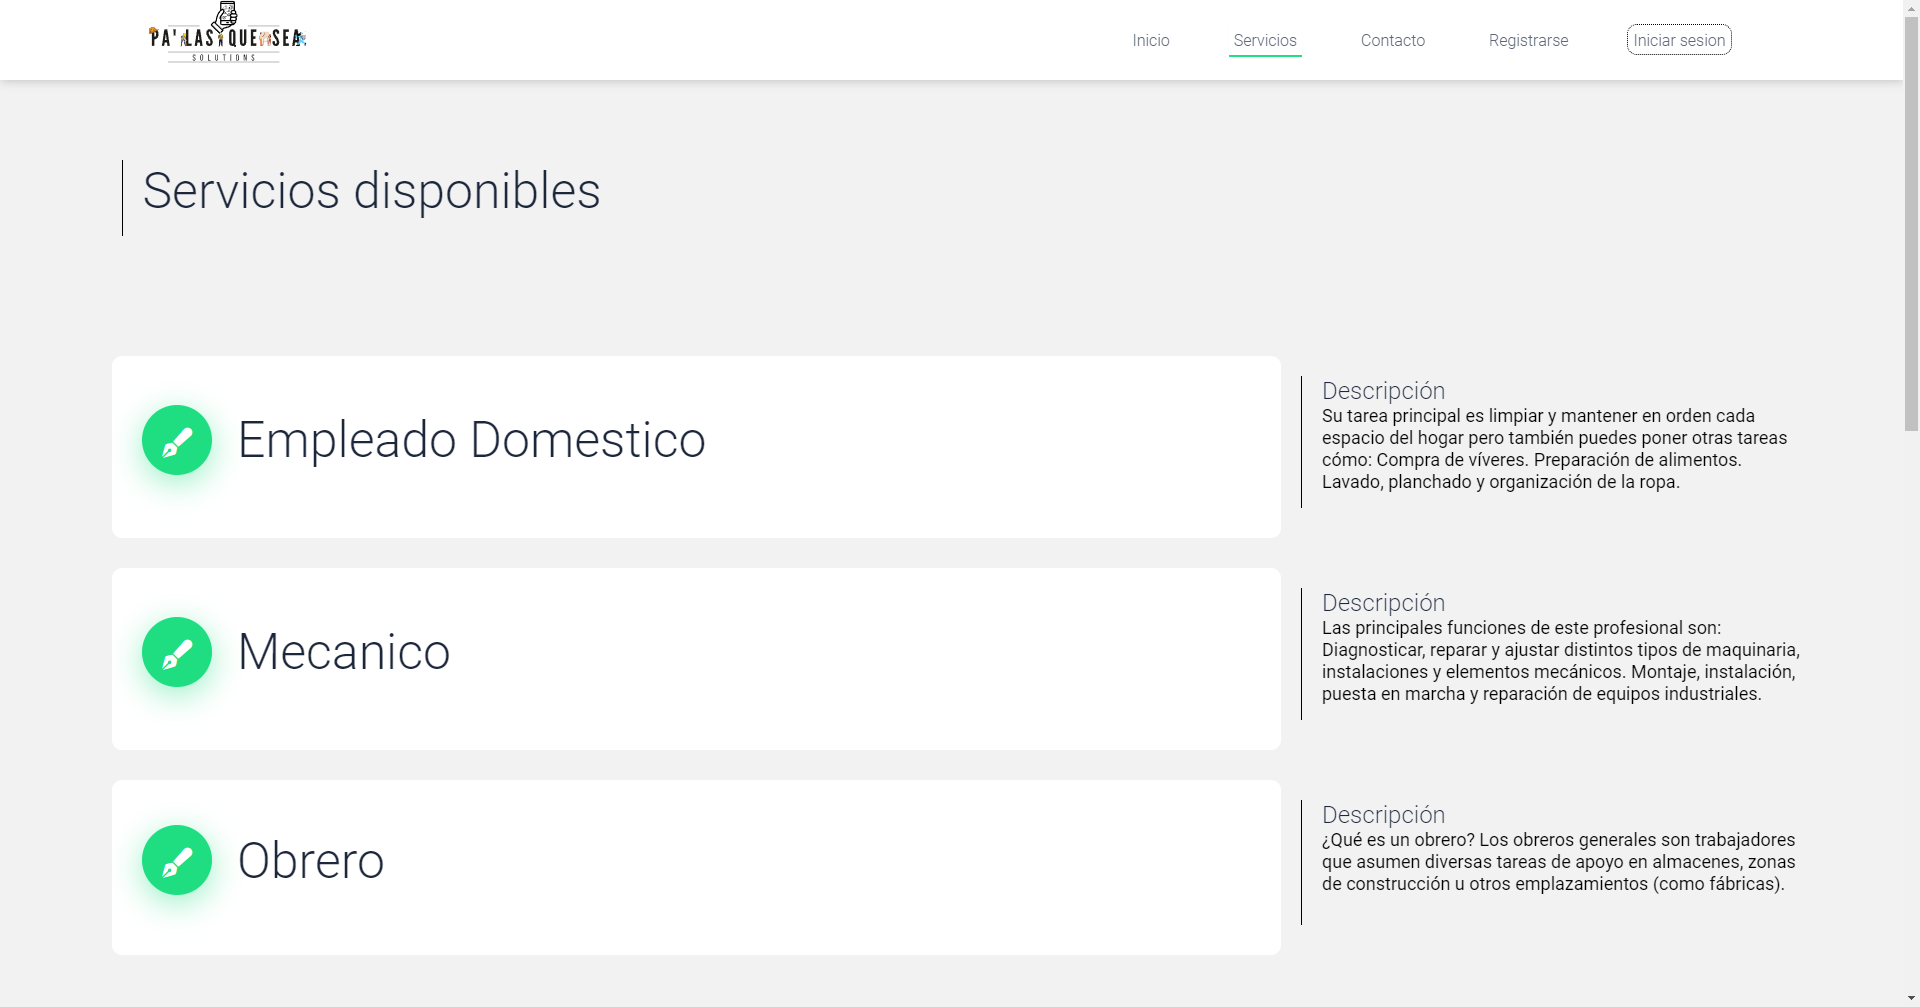 PA' LAS QUE SEA
SOLUTIONS
Inicio
Servicios
Contacto
Registrarse
Iniciar sesion
Servicios disponibles
Empleado Domestico
Descripción
Su tarea principal es limpiar y mantener en orden cada
espacio del hogar pero también puedes poner otras tareas
cómo: Compra de víveres. Preparación de alimentos.
Lavado, planchado y organización de la ropa.
Mecanico
Descripción
Las principales funciones de este profesional son:
Diagnosticar, reparar y ajustar distintos tipos de maquinaria,
instalaciones y elementos mecánicos. Montaje, instalación,
puesta en marcha y reparación de equipos industriales.
Obrero
Descripción
¿Qué es un obrero? Los obreros generales son trabajadores
que asumen diversas tareas de apoyo en almacenes, zonas
de construcción u otros emplazamientos (como fábricas).